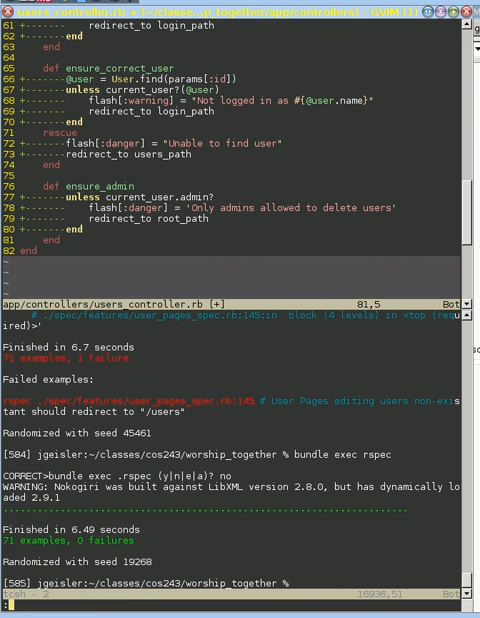 users_controller.rb + (~/classe...p_together/app/controllers) - GVIM (1)
61 +------- redirect_to login_path
62 +-------end
63 end
64
65 def ensure_correct_user
66 +-------@user = User.find(params[:id])
67 +-------unless current_user?(@user)
68 +------- flash[:warning] = "Not logged in as #{@user.name}"
69 +------- redirect_to login_path
70 +-------end
71 rescue
72 +-------flash[:danger] = "Unable to find user"
73 +-------redirect_to users_path
74 end
75
76 def ensure_admin
77 +-------unless current_user.admin?
78 +------- flash[:danger] = 'Only admins allowed to delete users'
79 +------- redirect_to root_path
80 +-------end
81 end
82 end
~
~
~
app/controllers/users_controller.rb [+] 81,5 Bot
# ./spec/features/user_pages_spec.rb:145:in `block (4 levels) in <top (requ
ired)>'
Finished in 6.7 seconds
71 examples, 1 failure
Failed examples:
rspec ./spec/features/user_pages_spec.rb:145 # User Pages editing users non-exis
tant should redirect to "/users"
Randomized with seed 45461
[584] jgeisler:~/classes/cos243/worship_together % bundle exec rspec
CORRECT>bundle exec .rspec (y|n|e|a)? no
WARNING: Nokogiri was built against LibXML version 2.8.0, but has dynamically lo
aded 2.9.1
.......................................................................
Finished in 6.49 seconds
71 examples, 0 failures
Randomized with seed 19268
[585] jgeisler:~/classes/cos243/worship_together %
tcsh - 2 16936,51 Bot
: